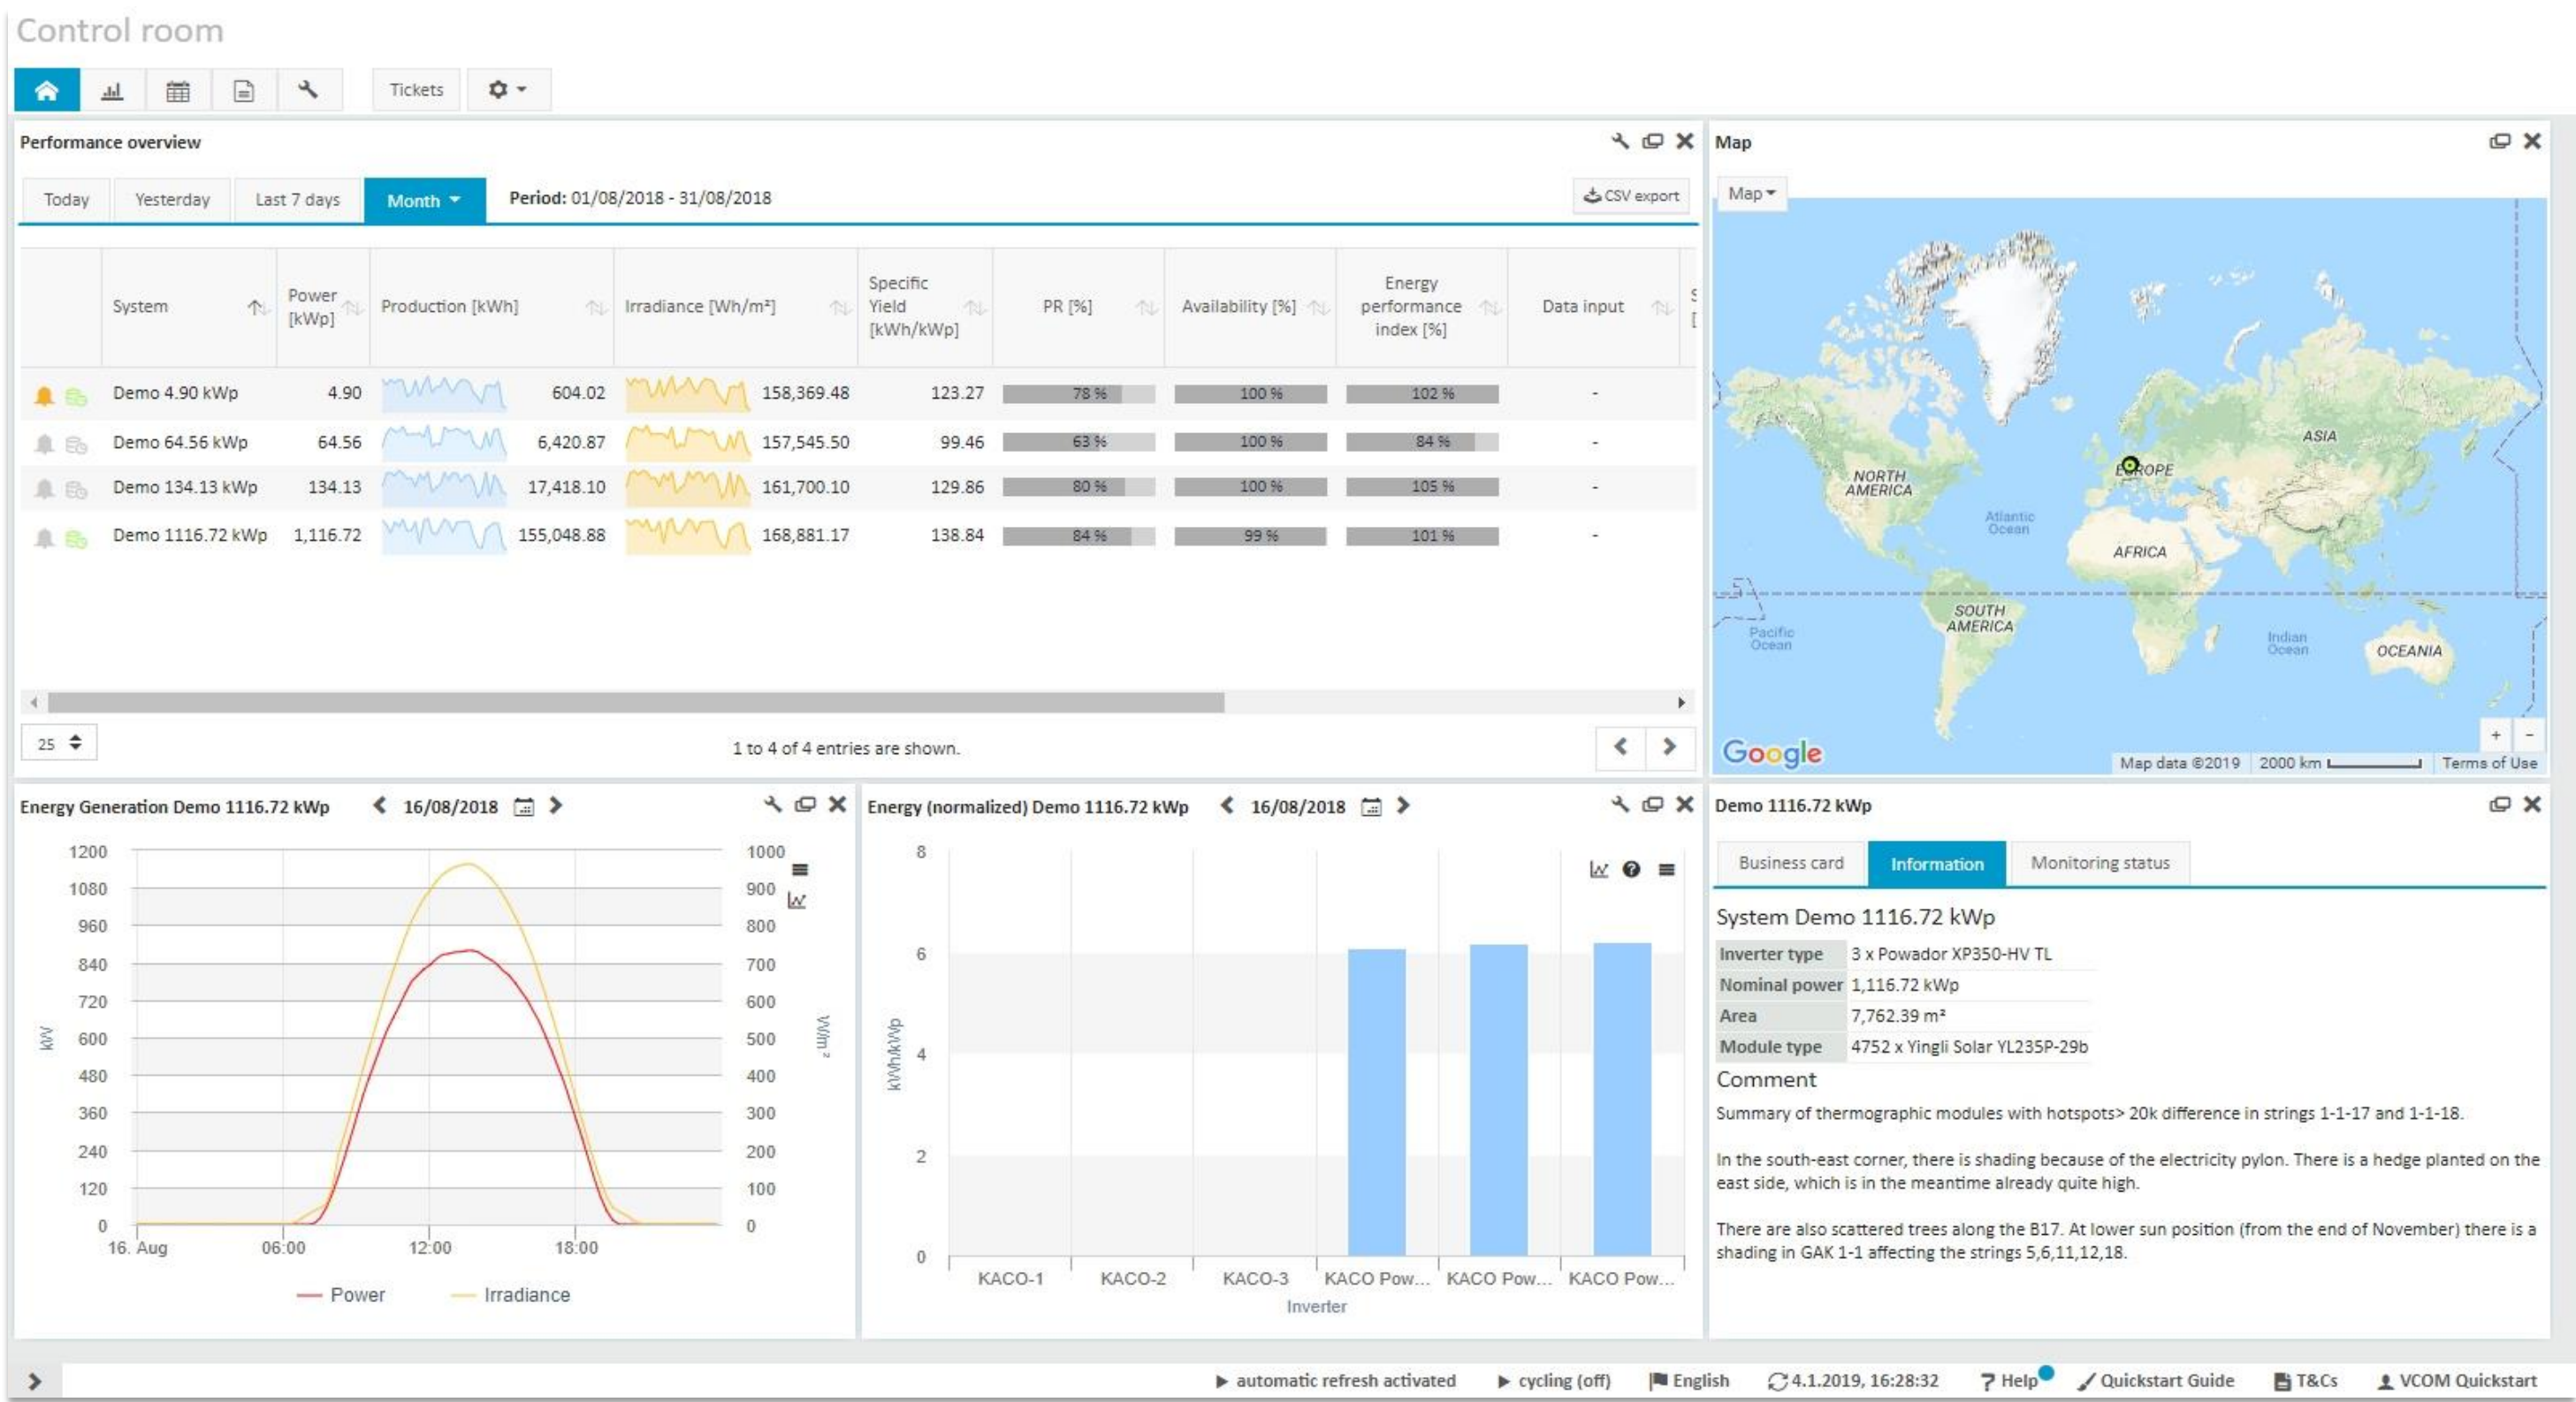 Control room
Tickets
Performance overview
Today Yesterday Last 7 days Month Period: 01/08/2018 - 31/08/2018 CSV export
System Power [kWp] Production [kWh] Irradiance [Wh/m²] Specific Yield [kWh/kWp] PR [%] Availability [%] Energy performance index [%] Data input
Demo 4.90 kWp 4.90 604.02 158,369.48 123.27 78 % 100 % 102 % -
Demo 64.56 kWp 64.56 6,420.87 157,545.50 99.46 63 % 100 % 84 % -
Demo 134.13 kWp 134.13 17,418.10 161,700.10 129.86 80 % 100 % 105 % -
Demo 1116.72 kWp 1,116.72 155,048.88 168,881.17 138.84 84 % 99 % 101 % -
25 1 to 4 of 4 entries are shown.
Map
Map
NORTH AMERICA
EUROPE
ASIA
Atlantic Ocean
AFRICA
SOUTH AMERICA
Pacific Ocean
Indian Ocean
OCEANIA
+ -
Google
Map data ©2019 2000 km Terms of Use
Energy Generation Demo 1116.72 kWp 16/08/2018
1200 1000
1080 900
960 800
840 700
720 600
600 500
480 400
360 300
240 200
120 100
0 0
kW
W/m²
16. Aug 06:00 12:00 18:00
Power Irradiance
Energy (normalized) Demo 1116.72 kWp 16/08/2018
8
6
4
2
0
kWh/kWp
KACO-1 KACO-2 KACO-3 KACO Pow... KACO Pow... KACO Pow...
Inverter
Demo 1116.72 kWp
Business card Information Monitoring status
System Demo 1116.72 kWp
Inverter type 3 x Powador XP350-HV TL
Nominal power 1,116.72 kWp
Area 7,762.39 m²
Module type 4752 x Yingli Solar YL235P-29b
Comment
Summary of thermographic modules with hotspots> 20k difference in strings 1-1-17 and 1-1-18.
In the south-east corner, there is shading because of the electricity pylon. There is a hedge planted on the
east side, which is in the meantime already quite high.
There are also scattered trees along the B17. At lower sun position (from the end of November) there is a
shading in GAK 1-1 affecting the strings 5,6,11,12,18.
automatic refresh activated cycling (off) English 4.1.2019, 16:28:32 ? Help Quickstart Guide T&Cs VCOM Quickstart